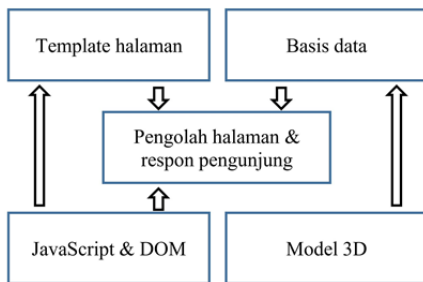 Template halaman
Basis data
Pengolah halaman &
respon pengunjung
JavaScript & DOM
Model 3D